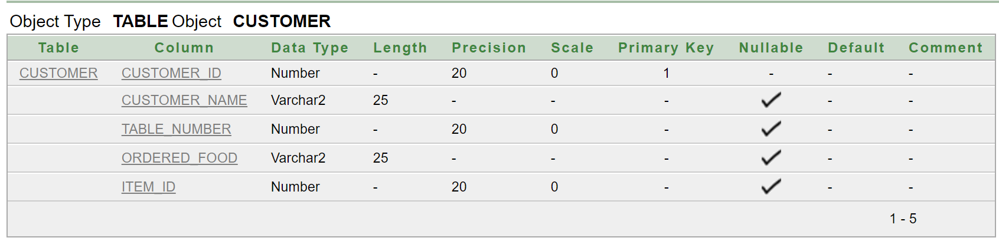 Object Type TABLE Object CUSTOMER
Table Column Data Type Length Precision Scale Primary Key Nullable Default Comment
CUSTOMER CUSTOMER_ID Number - 20 0 1 - - -
CUSTOMER_NAME Varchar2 25 - - - ✓ - -
TABLE_NUMBER Number - 20 0 - ✓ - -
ORDERED_FOOD Varchar2 25 - - - ✓ - -
ITEM_ID Number - 20 0 - ✓ - -
1 - 5